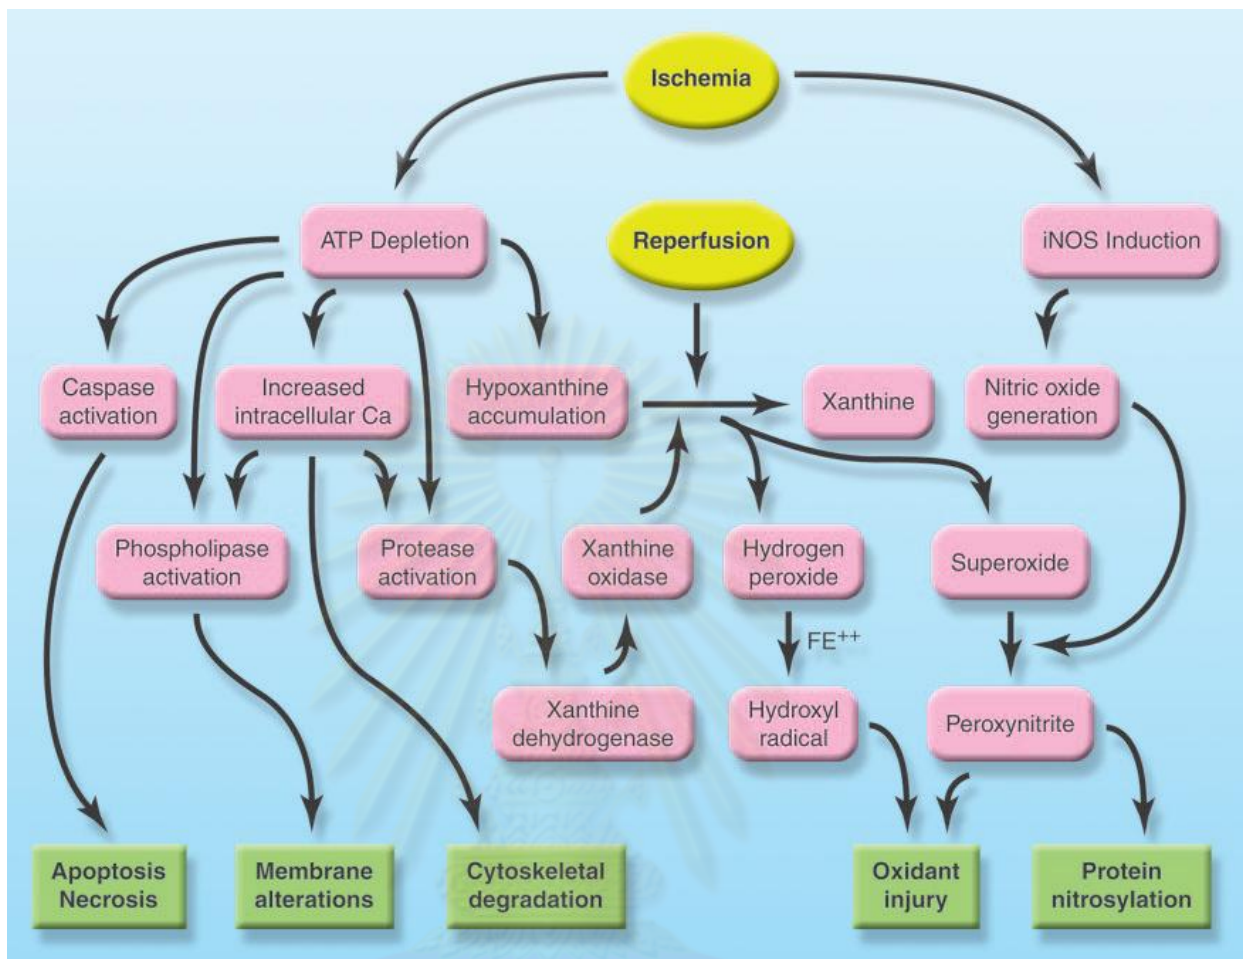 Ischemia
ATP Depletion
Reperfusion
iNOS Induction
Caspase
activation
Increased
intracellular Ca
Hypoxanthine
accumulation
Xanthine
Nitric oxide
generation
Phospholipase
activation
Protease
activation
Xanthine
oxidase
Hydrogen
peroxide
Superoxide
FE++
Xanthine
dehydrogenase
Hydroxyl
radical
Peroxynitrite
Apoptosis
Necrosis
Membrane
alterations
Cytoskeletal
degradation
Oxidant
injury
Protein
nitrosylation